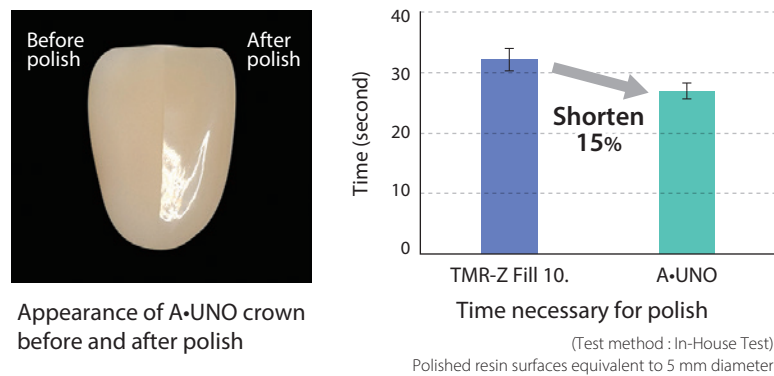 Before
polish
After
polish
Appearance of A•UNO crown
before and after polish
40
30
20
10
0
Time (second)
Shorten
15%
TMR-Z Fill 10.
A•UNO
Time necessary for polish
(Test method : In-House Test)
Polished resin surfaces equivalent to 5 mm diameter